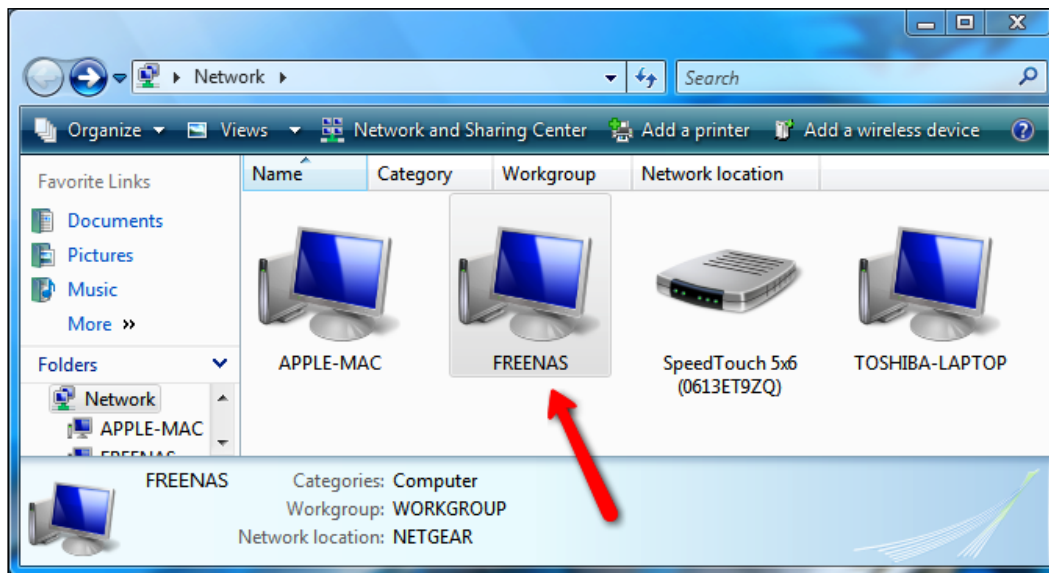 Network
Search
Organize Views Network and Sharing Center Add a printer Add a wireless device ?
Favorite Links
Documents
Pictures
Music
More »
Folders
Network
APPLE-MAC
FREENAS
Name Category Workgroup Network location
APPLE-MAC FREENAS SpeedTouch 5x6 TOSHIBA-LAPTOP
(0613ET9ZQ)
FREENAS Categories: Computer
Workgroup: WORKGROUP
Network location: NETGEAR